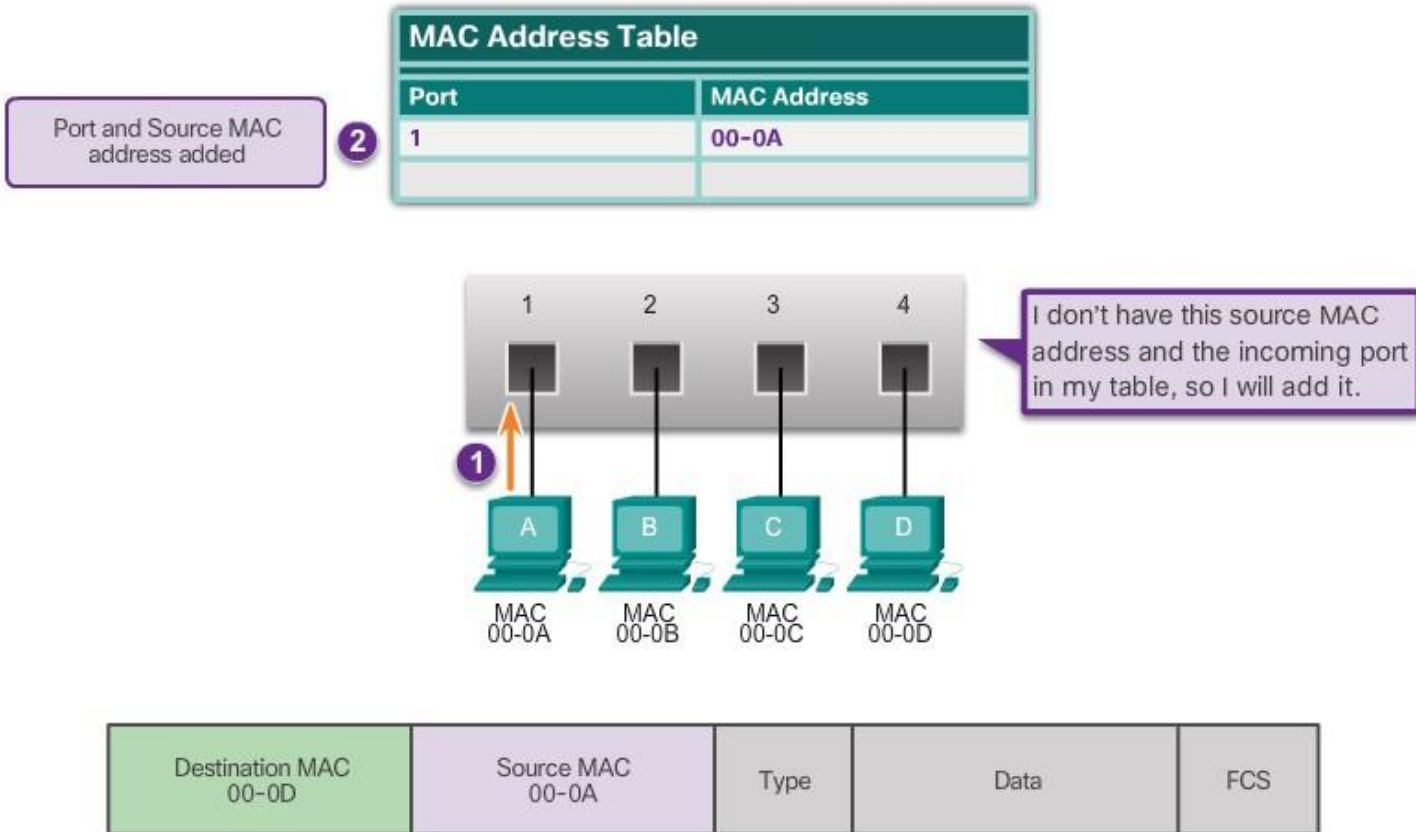 MAC Address Table
Port MAC Address
Port and Source MAC
address added
2
1 00-0A
1 2 3 4
I don't have this source MAC
address and the incoming port
in my table, so I will add it.
1
A B C D
MAC MAC MAC MAC
00-0A 00-0B 00-0C 00-0D
Destination MAC Source MAC Type Data FCS
00-0D 00-0A